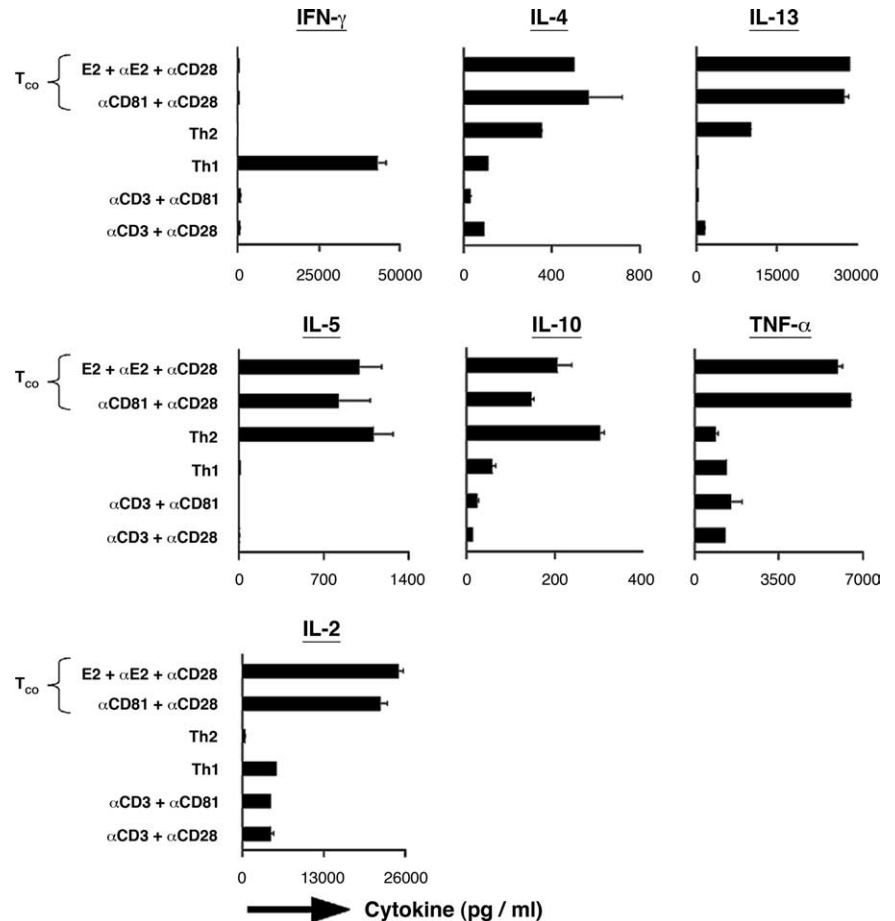 IFN-γ IL-4 IL-13
T_co
E2 + αE2 + αCD28
αCD81 + αCD28
Th2
Th1
αCD3 + αCD81
αCD3 + αCD28
0 25000 50000 0 400 800 0 15000 30000
IL-5 IL-10 TNF-α
T_co
E2 + αE2 + αCD28
αCD81 + αCD28
Th2
Th1
αCD3 + αCD81
αCD3 + αCD28
0 700 1400 0 200 400 0 3500 7000
IL-2
T_co
E2 + αE2 + αCD28
αCD81 + αCD28
Th2
Th1
αCD3 + αCD81
αCD3 + αCD28
0 13000 26000
Cytokine (pg / ml)